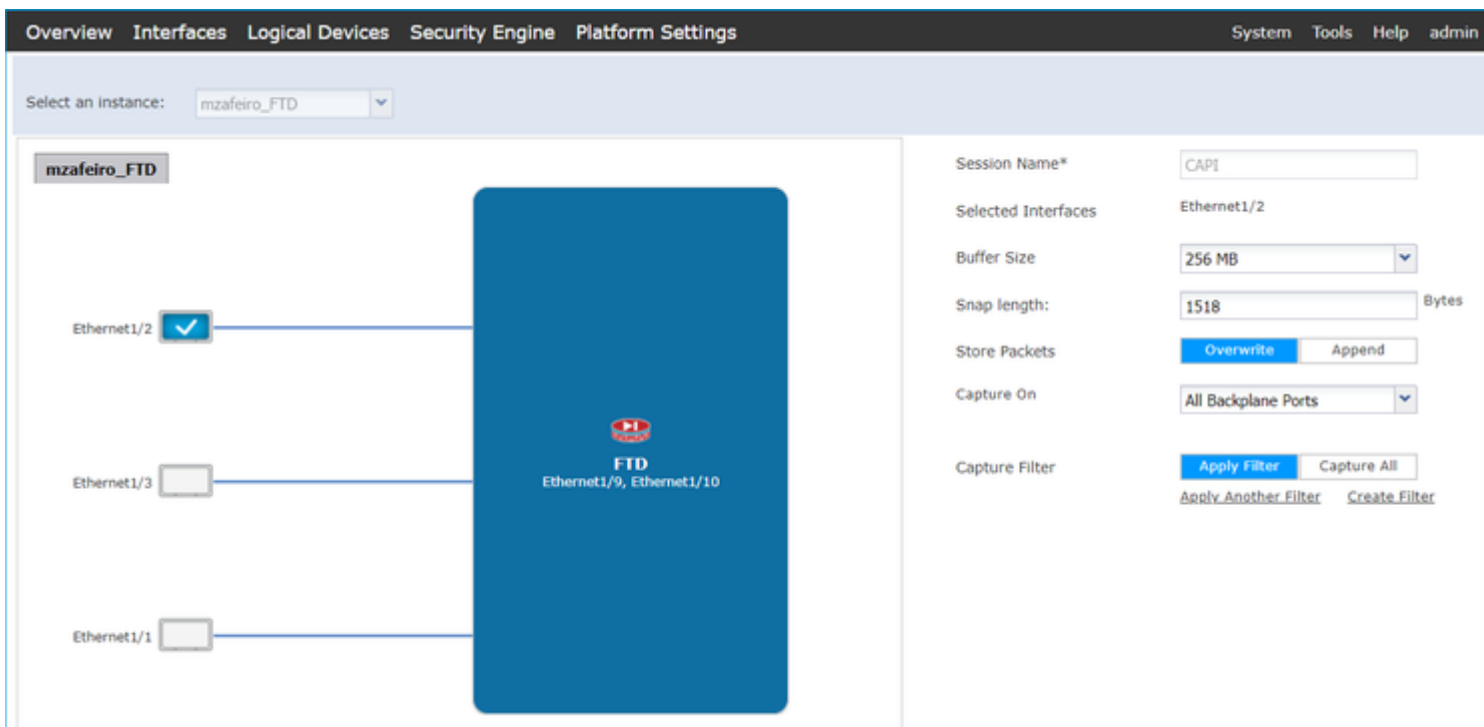 Overview Interfaces Logical Devices Security Engine Platform Settings System Tools Help admin
Select an instance: mzafeiro_FTD
mzafeiro_FTD
Ethernet1/2
Ethernet1/3
Ethernet1/1
FTD
Ethernet1/9, Ethernet1/10
Session Name* CAPI
Selected Interfaces Ethernet1/2
Buffer Size 256 MB
Snap length: 1518 Bytes
Store Packets Overwrite Append
Capture On All Backplane Ports
Capture Filter Apply Filter Capture All
Apply Another Filter Create Filter